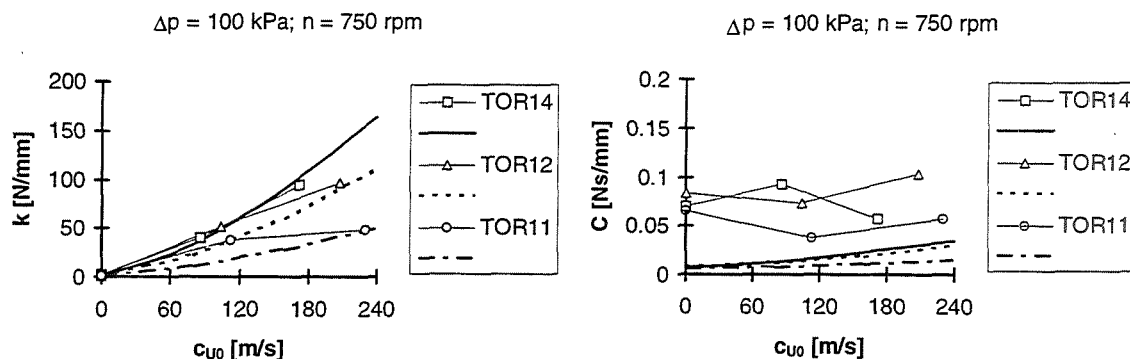 Δp = 100 kPa; n = 750 rpm
k [N/mm]
200
150
100
50
0
0 60 120 180 240
c_U0 [m/s]
TOR14
TOR12
TOR11
Δp = 100 kPa; n = 750 rpm
C [Ns/mm]
0.2
0.15
0.1
0.05
0
0 60 120 180 240
c_U0 [m/s]
TOR14
TOR12
TOR11